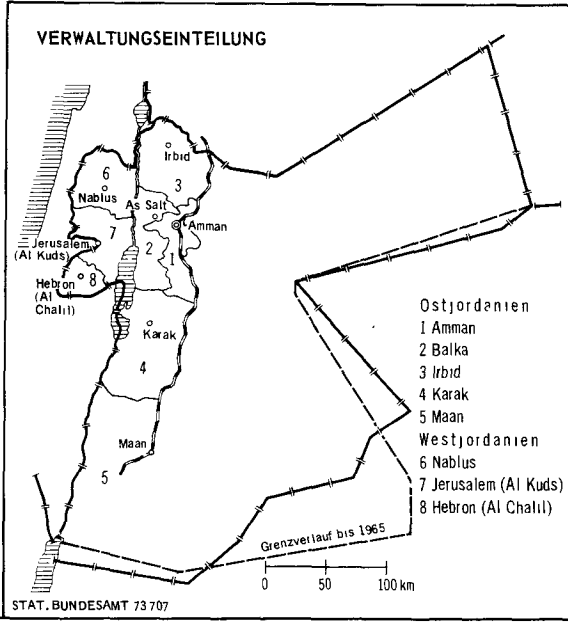 VERWALTUNGSEINTEILUNG
Irbid
6
3
Nablus
As Salt
Amman
7
2
1
Jerusalem
(Al Kuds)
8
Hebron
(Al
Chalil)
Karak
4
Maan
5
Ostjordanien
1 Amman
2 Balka
3 Irbid
4 Karak
5 Maan
Westjordanien
6 Nablus
7 Jerusalem (Al Kuds)
8 Hebron (Al Chalil)
Grenzverlauf bis 1965
0 50 100 km
STAT. BUNDESAMT 73 707